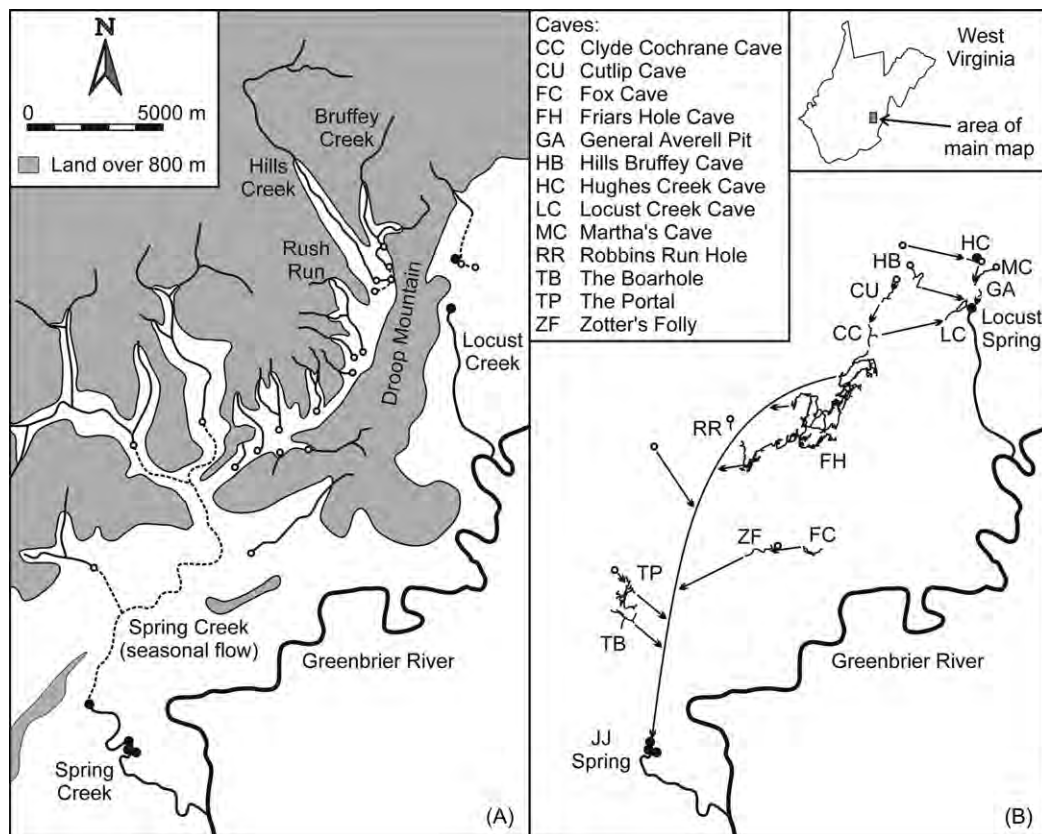 N
0 5000 m
Land over 800 m
Bruffey
Creek
Hills
Creek
Rush
Run
Droop Mountain
Locust
Creek
Spring Creek
(seasonal flow)
Greenbrier River
Spring
Creek
(A)
Caves:
CC Clyde Cochrane Cave
CU Cutlip Cave
FC Fox Cave
FH Friars Hole Cave
GA General Averell Pit
HB Hills Bruffey Cave
HC Hughes Creek Cave
LC Locust Creek Cave
MC Martha's Cave
RR Robbins Run Hole
TB The Boarhole
TP The Portal
ZF Zotter's Folly
West
Virginia
area of
main map
HC
HB
MC
CU
GA
CC
LC
Locust
Spring
RR
FH
ZF
FC
TP
TB
Greenbrier River
JJ
Spring
(B)